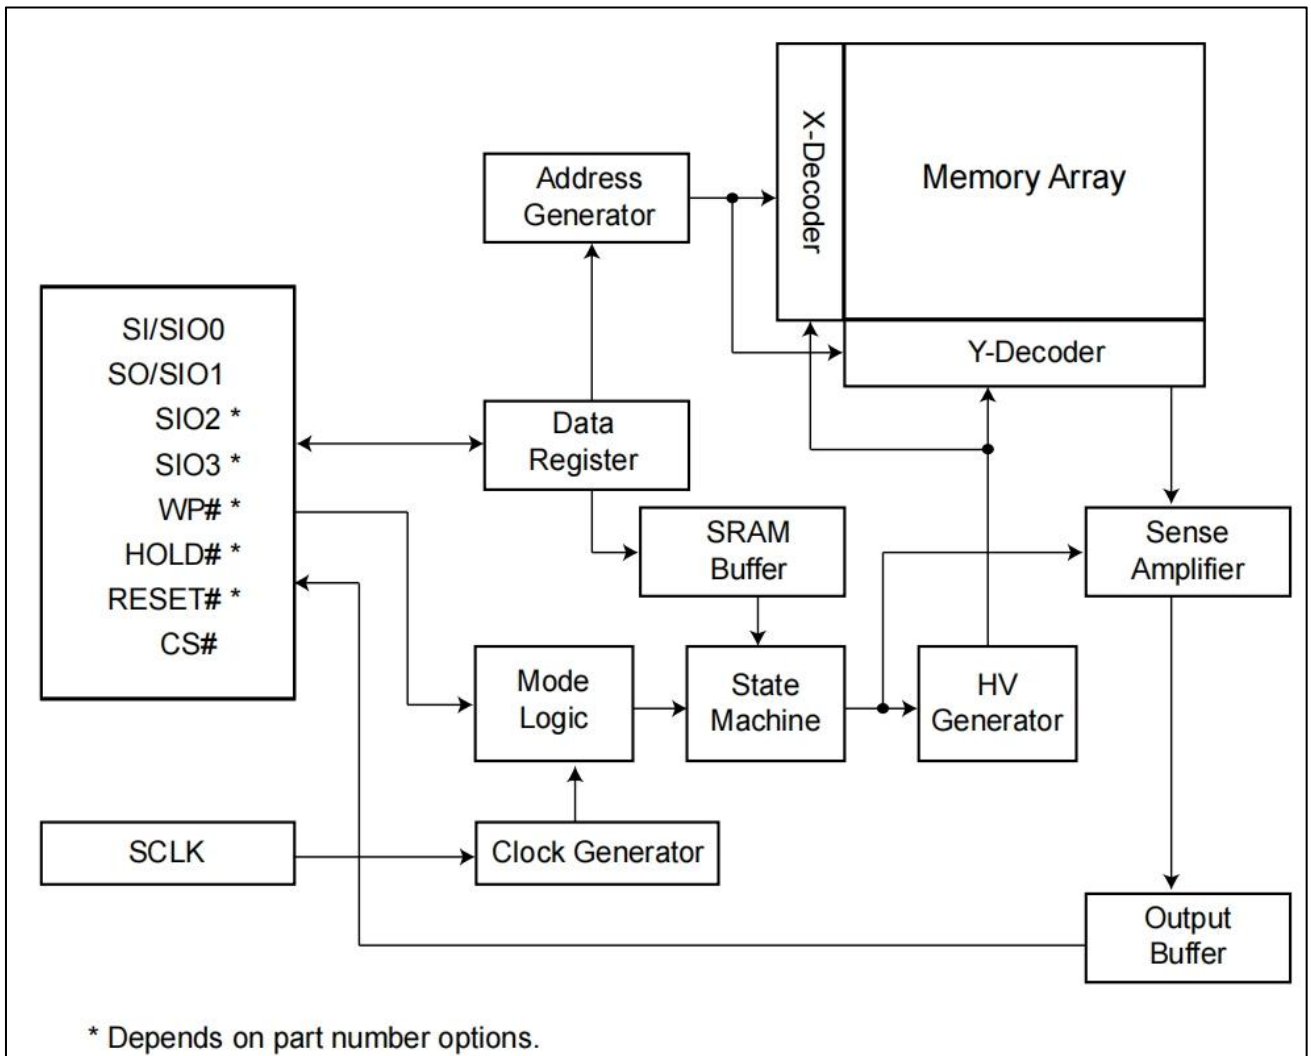 X-Decoder
Memory Array
Address
Generator
SI/SIO0
SO/SIO1
SIO2 *
SIO3 *
WP# *
HOLD# *
RESET# *
CS#
Y-Decoder
Data
Register
SRAM
Buffer
Sense
Amplifier
Mode
Logic
State
Machine
HV
Generator
SCLK
Clock Generator
Output
Buffer
* Depends on part number options.